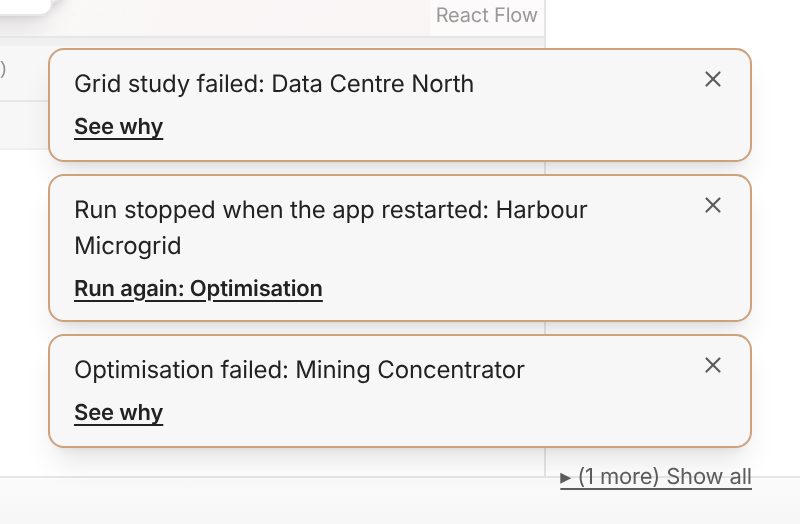 React Flow
)
Grid study failed: Data Centre North
See why
Run stopped when the app restarted: Harbour
Microgrid
Run again: Optimisation
Optimisation failed: Mining Concentrator
See why
▸ (1 more) Show all